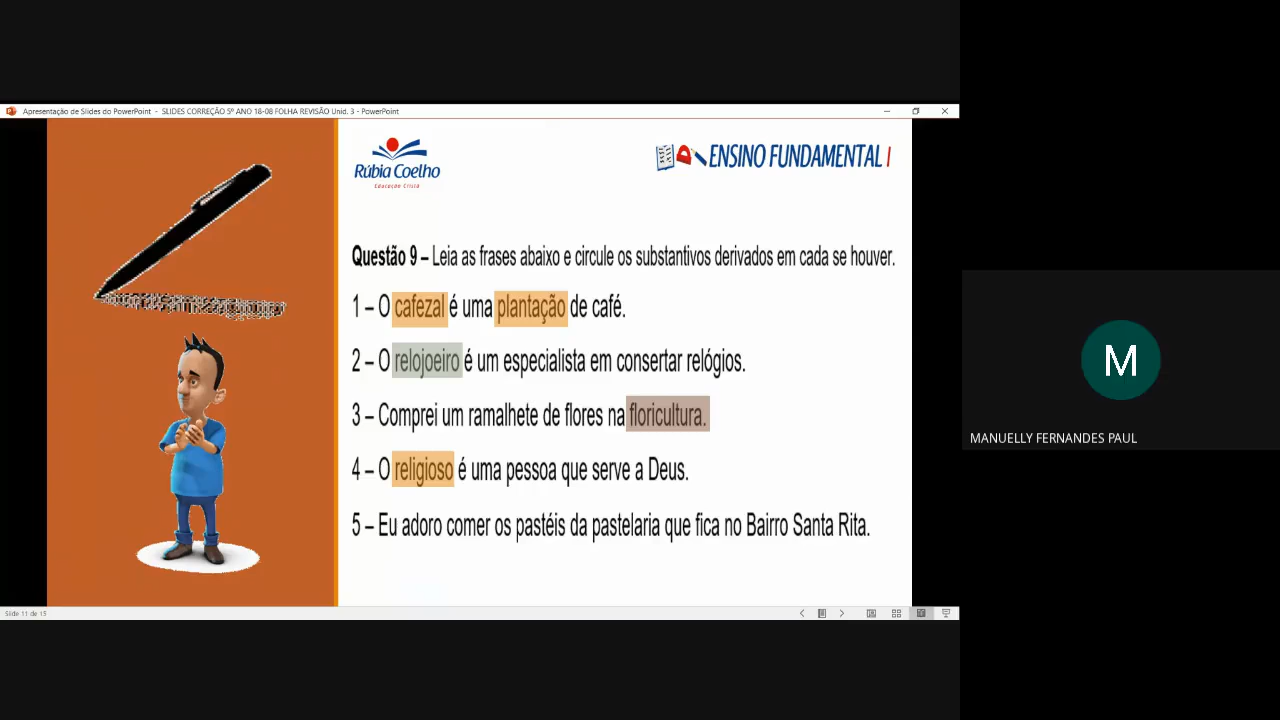 Apresentação de Slides do PowerPoint - SLIDES CORREÇÃO 5º ANO 18-08 FOLHA REVISÃO Unid. 3 - PowerPoint
Rúbia Coelho
Educação Cristã
ENSINO FUNDAMENTAL I
Questão 9 – Leia as frases abaixo e circule os substantivos derivados em cada se houver.
1 – O cafezal é uma plantação de café.
2 – O relojoeiro é um especialista em consertar relógios.
3 – Comprei um ramalhete de flores na floricultura.
4 – O religioso é uma pessoa que serve a Deus.
5 – Eu adoro comer os pastéis da pastelaria que fica no Bairro Santa Rita.
Slide 11 de 15
M
MANUELLY FERNANDES PAUL